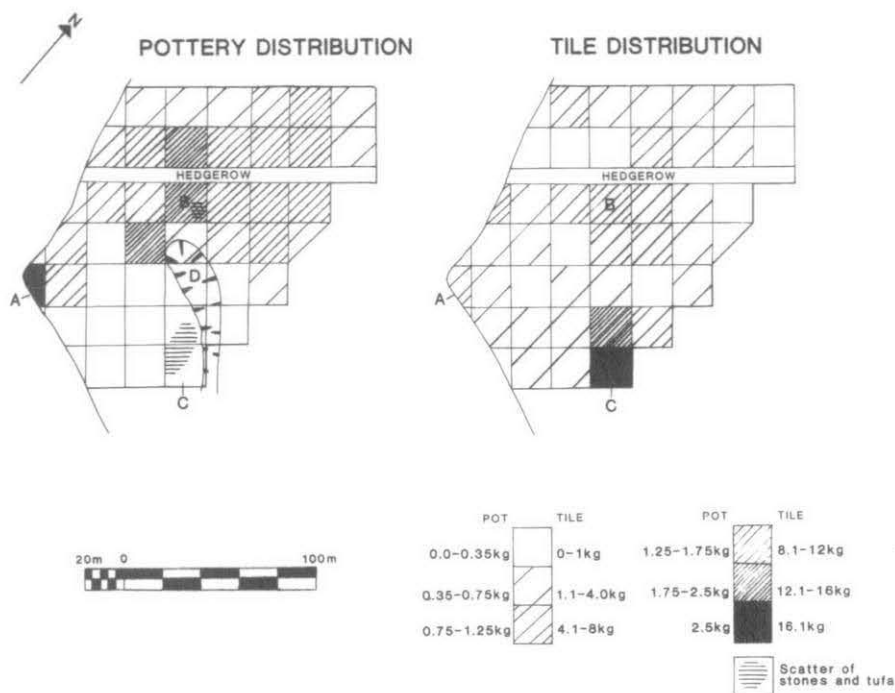 N
POTTERY DISTRIBUTION
TILE DISTRIBUTION
HEDGEROW
HEDGEROW
B
B
D
A
A
C
C
20m 0 100m
POT TILE
0.0-0.35kg 0-1kg
0.35-0.75kg 1.1-4.0kg
0.75-1.25kg 4.1-8kg
POT TILE
1.25-1.75kg 8.1-12kg
1.75-2.5kg 12.1-16kg
2.5kg 16.1kg
Scatter of
stones and tufa